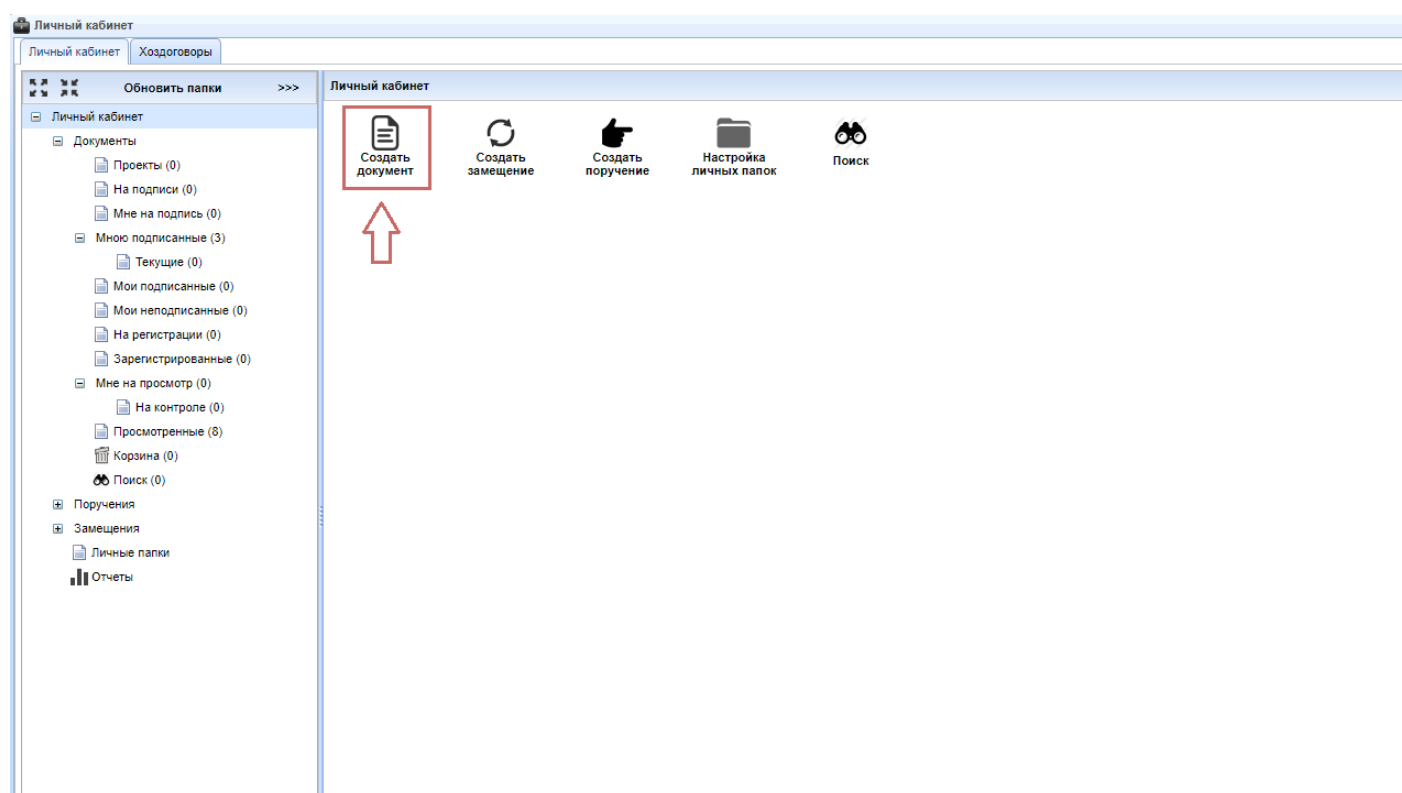 Личный кабинет
Личный кабинет Хоздоговоры
Обновить папки >>>
Личный кабинет
Документы
Проекты (0)
На подписи (0)
Мне на подпись (0)
Мною подписанные (3)
Текущие (0)
Мои подписанные (0)
Мои неподписанные (0)
На регистрации (0)
Зарегистрированные (0)
Мне на просмотр (0)
На контроле (0)
Просмотренные (8)
Корзина (0)
Поиск (0)
Поручения
Замещения
Личные папки
Отчеты
Личный кабинет
Создать
документ
Создать
замещение
Создать
поручение
Настройка
личных папок
Поиск